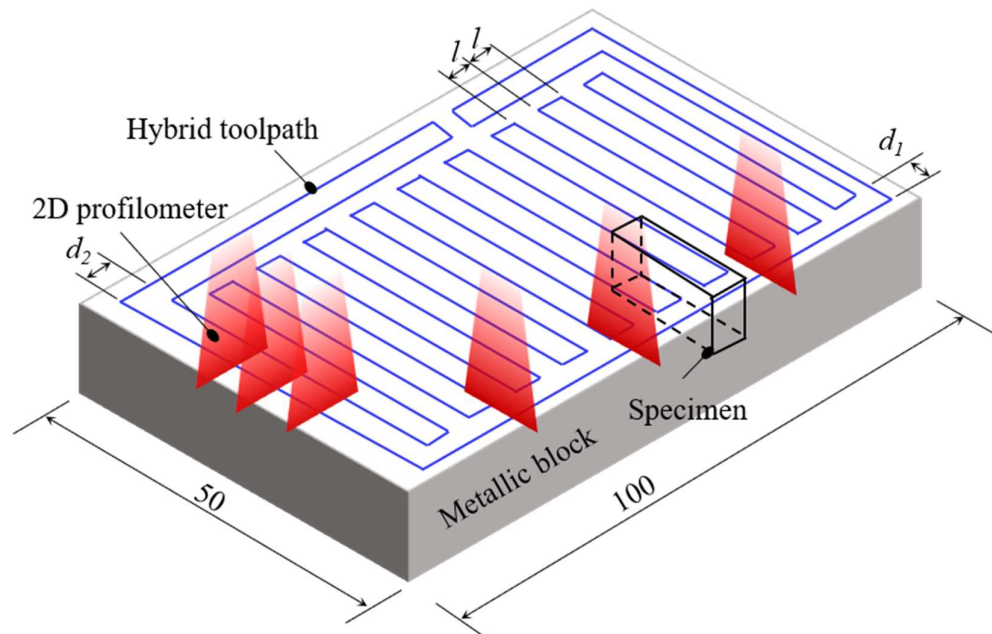 l
l
Hybrid toolpath
d1
2D profilometer
d2
Specimen
Metallic block
50
100